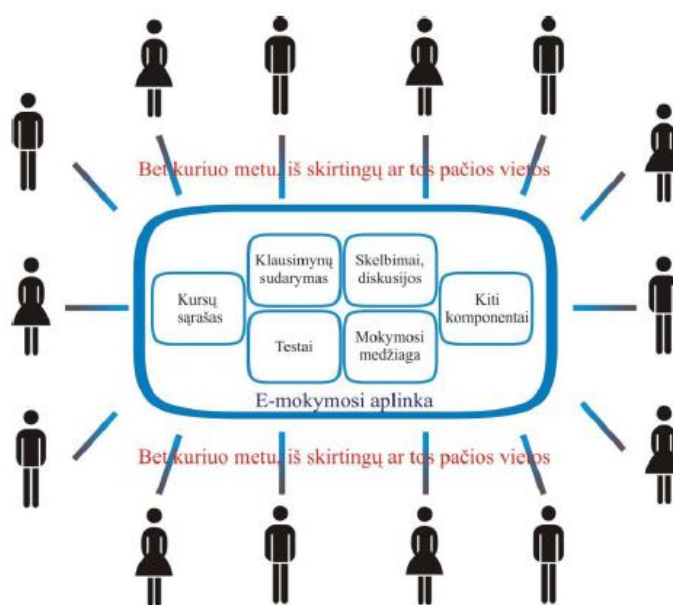 Bet kuriuo metu, iš skirtingų ar tos pačios vietos
Klausimynų
sudarymas
Skelbimai,
diskusijos
Kursų
sąrašas
Kiti
komponentai
Testai
Mokymosi
medžiaga
E-mokymosi aplinka
Bet kuriuo metu, iš skirtingų ar tos pačios vietos